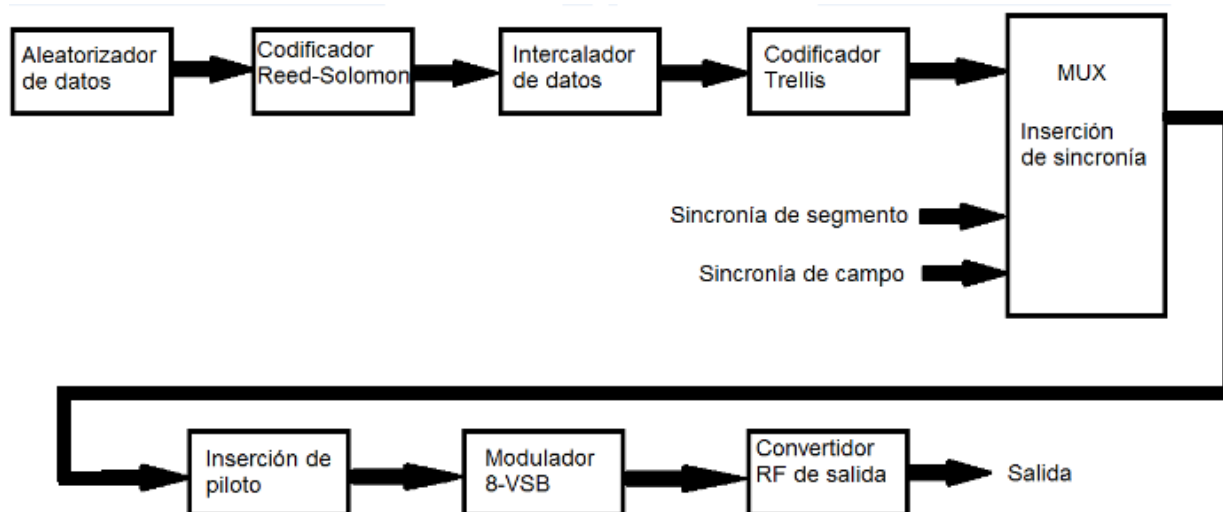 Aleatorizador
de datos
Codificador
Reed-Solomon
Intercalador
de datos
Codificador
Trellis
MUX
Inserción
de sincronía
Sincronía de segmento
Sincronía de campo
Inserción de
piloto
Modulador
8-VSB
Convertidor
RF de salida
Salida